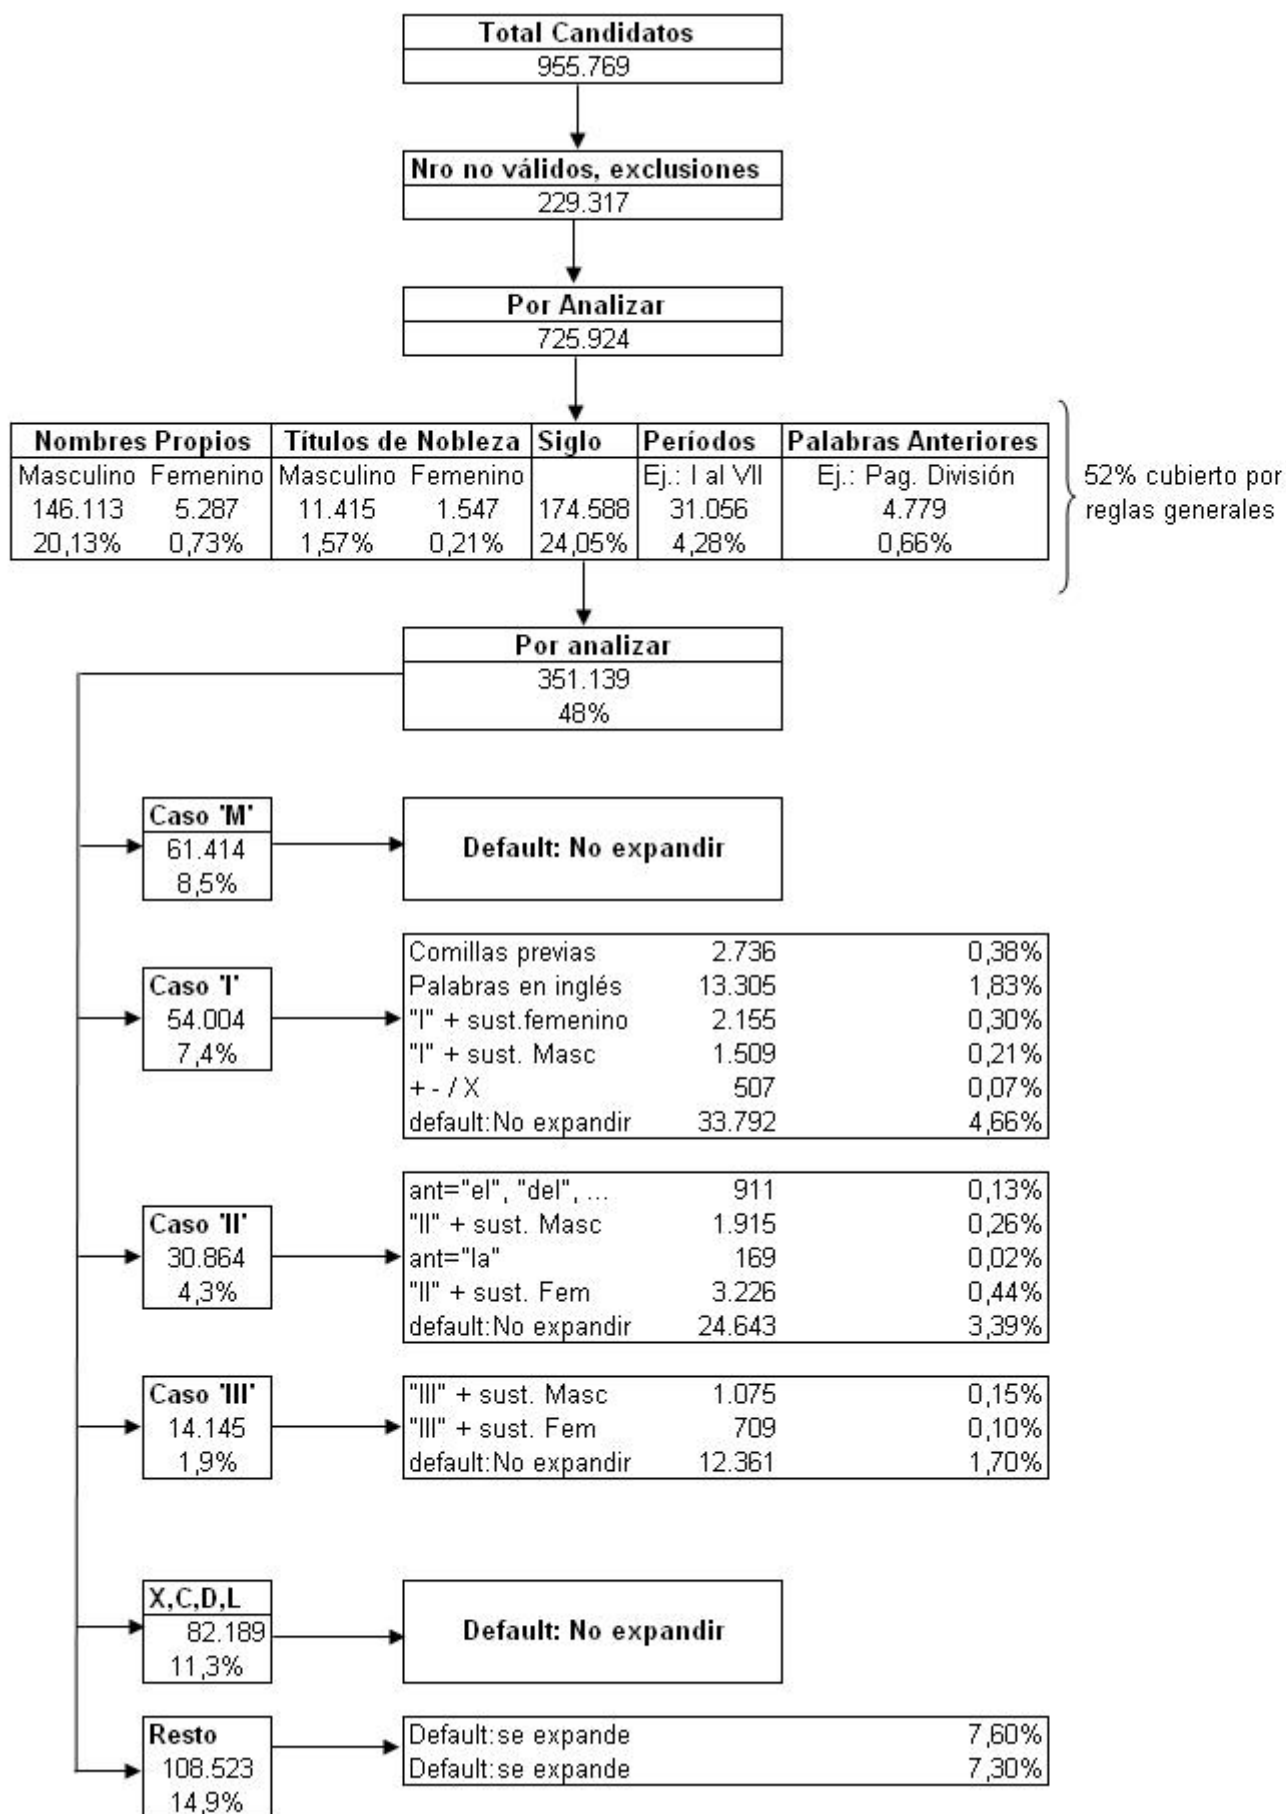 Total Candidatos
955.769
Nro no válidos, exclusiones
229.317
Por Analizar
725.924
Nombres Propios Títulos de Nobleza Siglo Períodos Palabras Anteriores
Masculino Femenino Masculino Femenino Ej.: I al VII Ej.: Pag. División
146.113 5.287 11.415 1.547 174.588 31.056 4.779
20,13% 0,73% 1,57% 0,21% 24,05% 4,28% 0,66%
52% cubierto por
reglas generales
Por analizar
351.139
48%
Caso 'M'
61.414
8,5%
Default: No expandir
Caso 'I'
54.004
7,4%
Comillas previas 2.736 0,38%
Palabras en inglés 13.305 1,83%
"I" + sust.femenino 2.155 0,30%
"I" + sust. Masc 1.509 0,21%
+ - / X 507 0,07%
default:No expandir 33.792 4,66%
Caso 'II'
30.864
4,3%
ant="el", "del", ... 911 0,13%
"II" + sust. Masc 1.915 0,26%
ant="la" 169 0,02%
"II" + sust. Fem 3.226 0,44%
default:No expandir 24.643 3,39%
Caso 'III'
14.145
1,9%
"III" + sust. Masc 1.075 0,15%
"III" + sust. Fem 709 0,10%
default:No expandir 12.361 1,70%
X,C,D,L
82.189
11,3%
Default: No expandir
Resto
108.523
14,9%
Default:se expande 7,60%
Default:se expande 7,30%